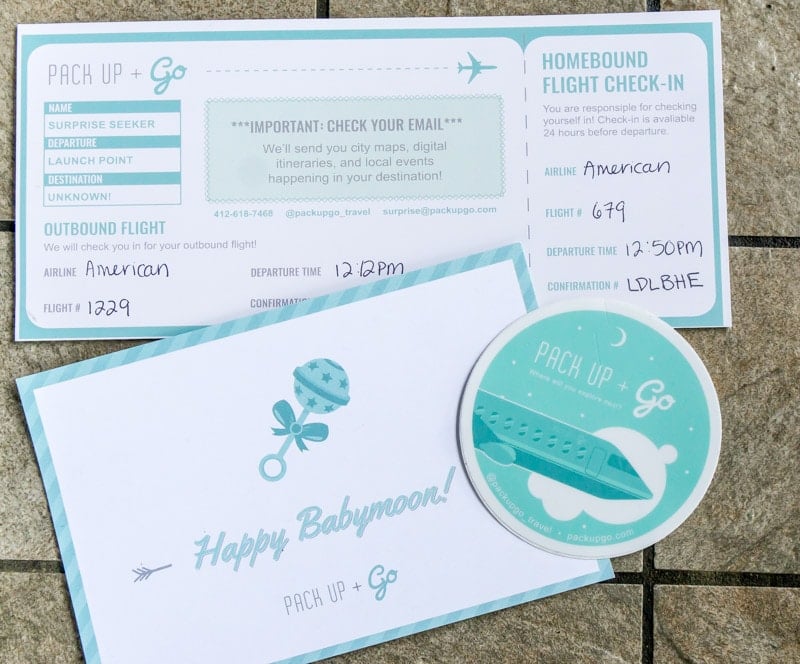 PACK UP + Go
NAME
SURPRISE SEEKER
DEPARTURE
LAUNCH POINT
DESTINATION
UNKNOWN!
***IMPORTANT: CHECK YOUR EMAIL***
We'll send you city maps, digital
itineraries, and local events
happening in your destination!
412-618-7468 @packupgo_travel surprise@packupgo.com
OUTBOUND FLIGHT
We will check you in for your outbound flight!
AIRLINE American
DEPARTURE TIME 12:12PM
FLIGHT # 1229
CONFIRMATION
HOMEBOUND
FLIGHT CHECK-IN
You are responsible for checking
yourself in! Check-in is available
24 hours before departure.
AIRLINE American
FLIGHT # 679
DEPARTURE TIME 12:50PM
CONFIRMATION # LDLBHE
Happy Babymoon!
PACK UP + Go
PACK UP + Go
Where will you explore next?
@packupgo_travel • packupgo.com